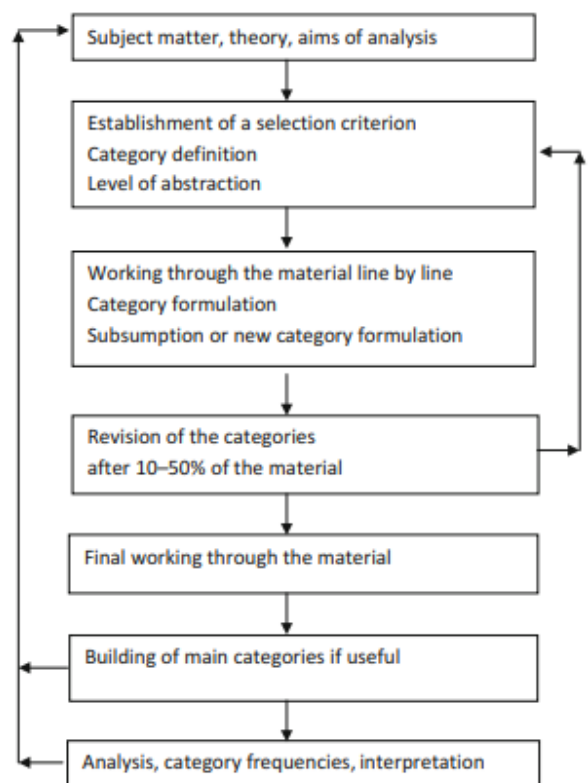 Subject matter, theory, aims of analysis
Establishment of a selection criterion
Category definition
Level of abstraction
Working through the material line by line
Category formulation
Subsumption or new category formulation
Revision of the categories
after 10–50% of the material
Final working through the material
Building of main categories if useful
Analysis, category frequencies, interpretation